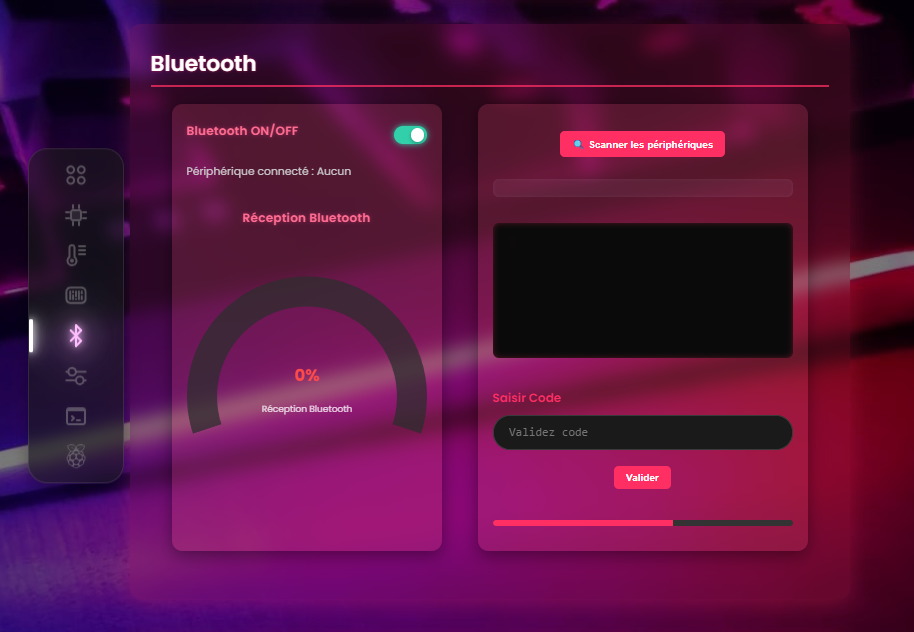 Bluetooth
Bluetooth ON/OFF
Périphérique connecté : Aucun
Réception Bluetooth
0%
Réception Bluetooth
Scanner les périphériques
Saisir Code
Validez code
Valider